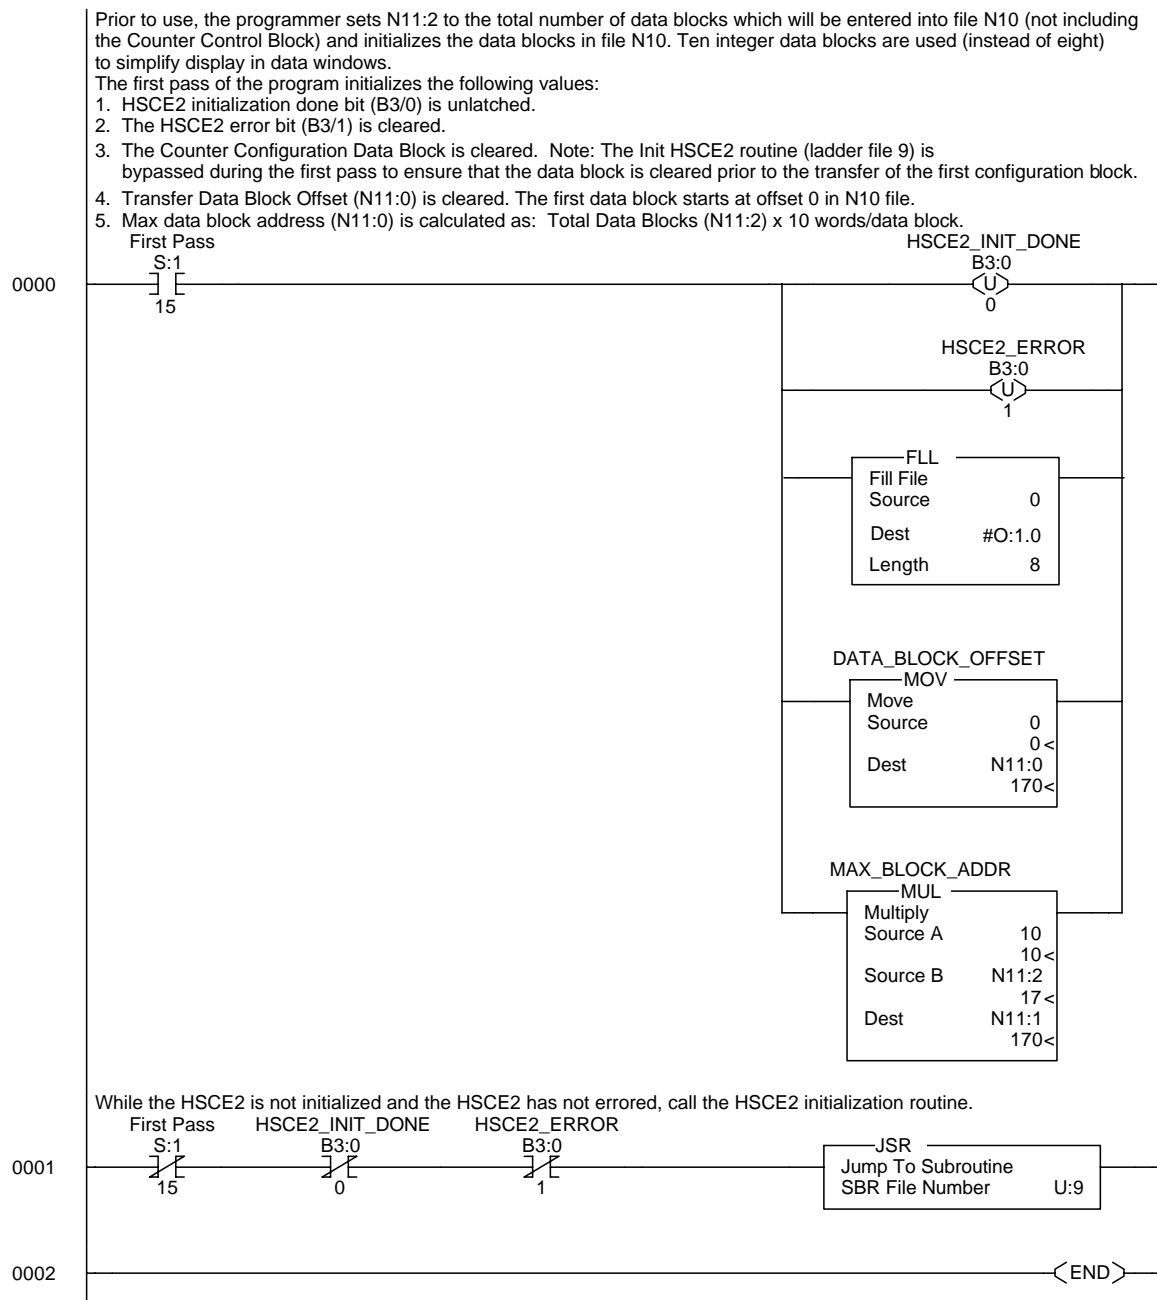 Prior to use, the programmer sets N11:2 to the total number of data blocks which will be entered into file N10 (not including
the Counter Control Block) and initializes the data blocks in file N10. Ten integer data blocks are used (instead of eight)
to simplify display in data windows.
The first pass of the program initializes the following values:
1. HSCE2 initialization done bit (B3/0) is unlatched.
2. The HSCE2 error bit (B3/1) is cleared.
3. The Counter Configuration Data Block is cleared. Note: The Init HSCE2 routine (ladder file 9) is
bypassed during the first pass to ensure that the data block is cleared prior to the transfer of the first configuration block.
4. Transfer Data Block Offset (N11:0) is cleared. The first data block starts at offset 0 in N10 file.
5. Max data block address (N11:0) is calculated as: Total Data Blocks (N11:2) x 10 words/data block.
First Pass HSCE2_INIT_DONE
S:1 B3:0
0000 U
15 0
HSCE2_ERROR
B3:0
U
1
FLL
Fill File
Source 0
Dest #O:1.0
Length 8
DATA_BLOCK_OFFSET
MOV
Move
Source 0
0<
Dest N11:0
170<
MAX_BLOCK_ADDR
MUL
Multiply
Source A 10
10<
Source B N11:2
17<
Dest N11:1
170<
While the HSCE2 is not initialized and the HSCE2 has not errored, call the HSCE2 initialization routine.
First Pass HSCE2_INIT_DONE HSCE2_ERROR
S:1 B3:0 B3:0 JSR
0001 Jump To Subroutine
15 0 1 SBR File Number U:9
0002 END